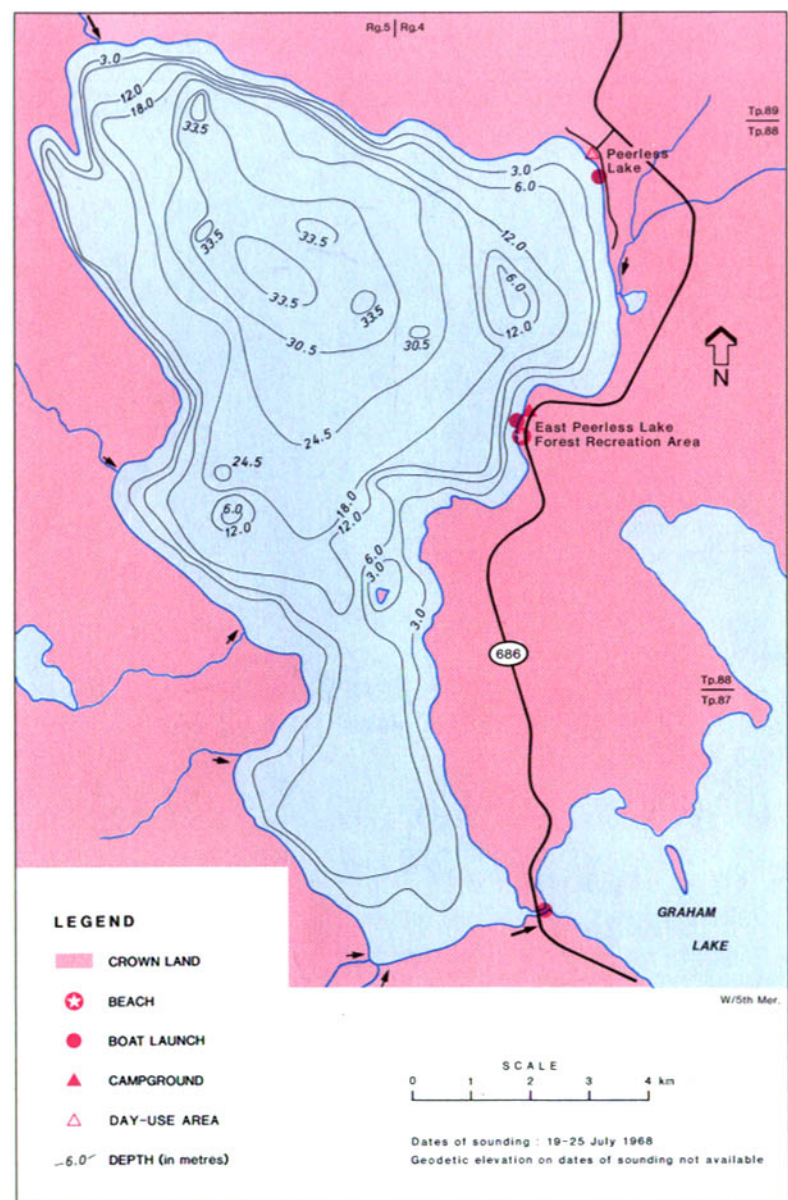 Rg.5 | Rg.4
3.0
12.0
18.0
33.5
Tp.89
Tp.88
Peerless
Lake
3.0
6.0
33.5
33.5
12.0
6.0
33.5
33.5
12.0
30.5
30.5
N
East Peerless Lake
Forest Recreation Area
24.5
24.5
18.0
12.0
6.0
12.0
6.0
3.0
3.0
686
Tp.88
Tp.87
GRAHAM
LAKE
LEGEND
CROWN LAND
BEACH
BOAT LAUNCH
CAMPGROUND
DAY-USE AREA
-6.0- DEPTH (in metres)
W/5th Mer.
SCALE
0 1 2 3 4 km
Dates of sounding : 19-25 July 1968
Geodetic elevation on dates of sounding not available